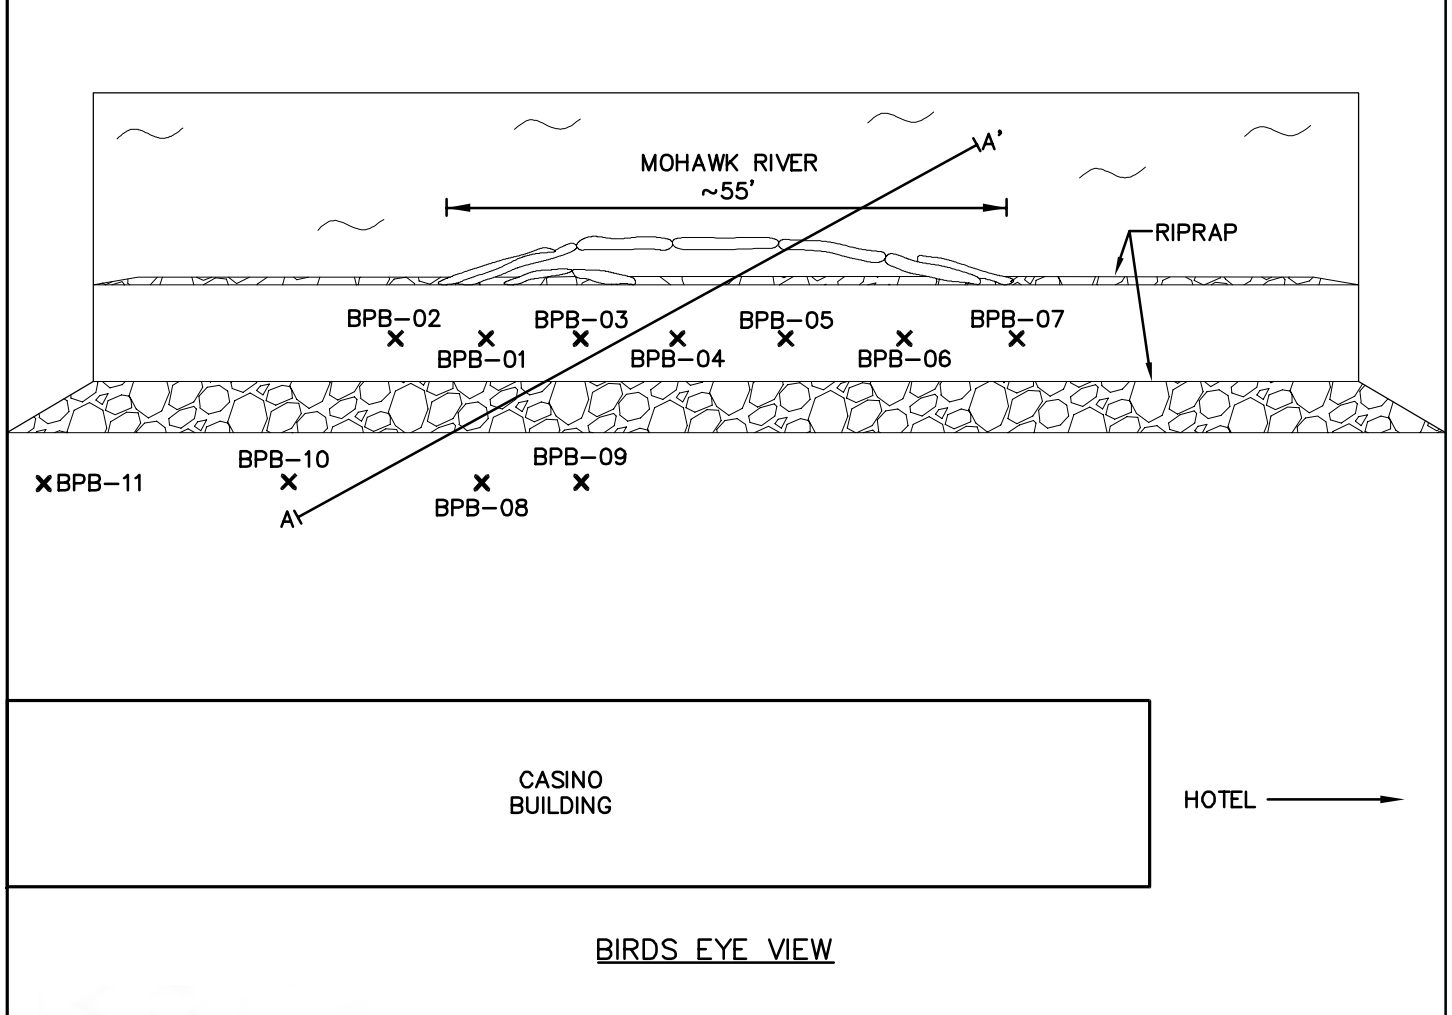 A'
MOHAWK RIVER
~55'
RIPRAP
BPB-02
BPB-03
BPB-05
BPB-07
BPB-01
BPB-04
BPB-06
BPB-10
BPB-09
BPB-11
BPB-08
A
CASINO
BUILDING
HOTEL
BIRDS EYE VIEW